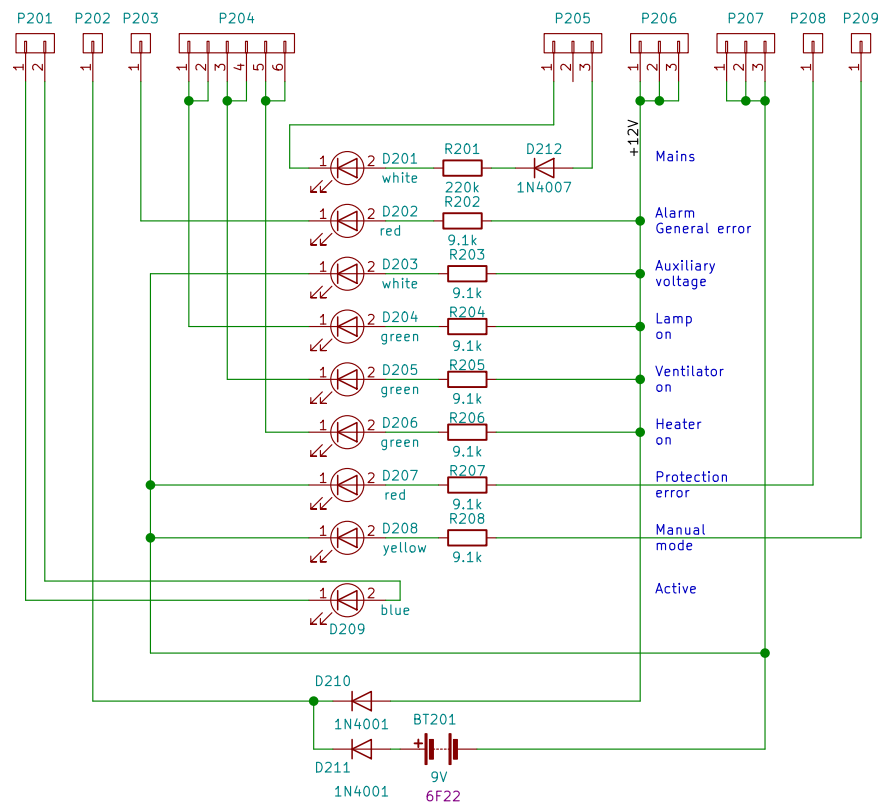 P201 P202 P203 P204 P205 P206 P207 P208 P209
1 2 1 1 1 2 3 4 5 6 1 2 3 1 2 3 1 2 3 1 1
+12V
1 2 D201 white R201 220k D212 1N4007 Mains
1 2 D202 red R202 9.1k Alarm
General error
1 2 D203 white R203 9.1k Auxiliary
voltage
1 2 D204 green R204 9.1k Lamp
on
1 2 D205 green R205 9.1k Ventilator
on
1 2 D206 green R206 9.1k Heater
on
1 2 D207 red R207 9.1k Protection
error
1 2 D208 yellow R208 9.1k Manual
mode
1 2 blue Active
D209
D210
1N4001
BT201
+
D211
9V
1N4001
6F22